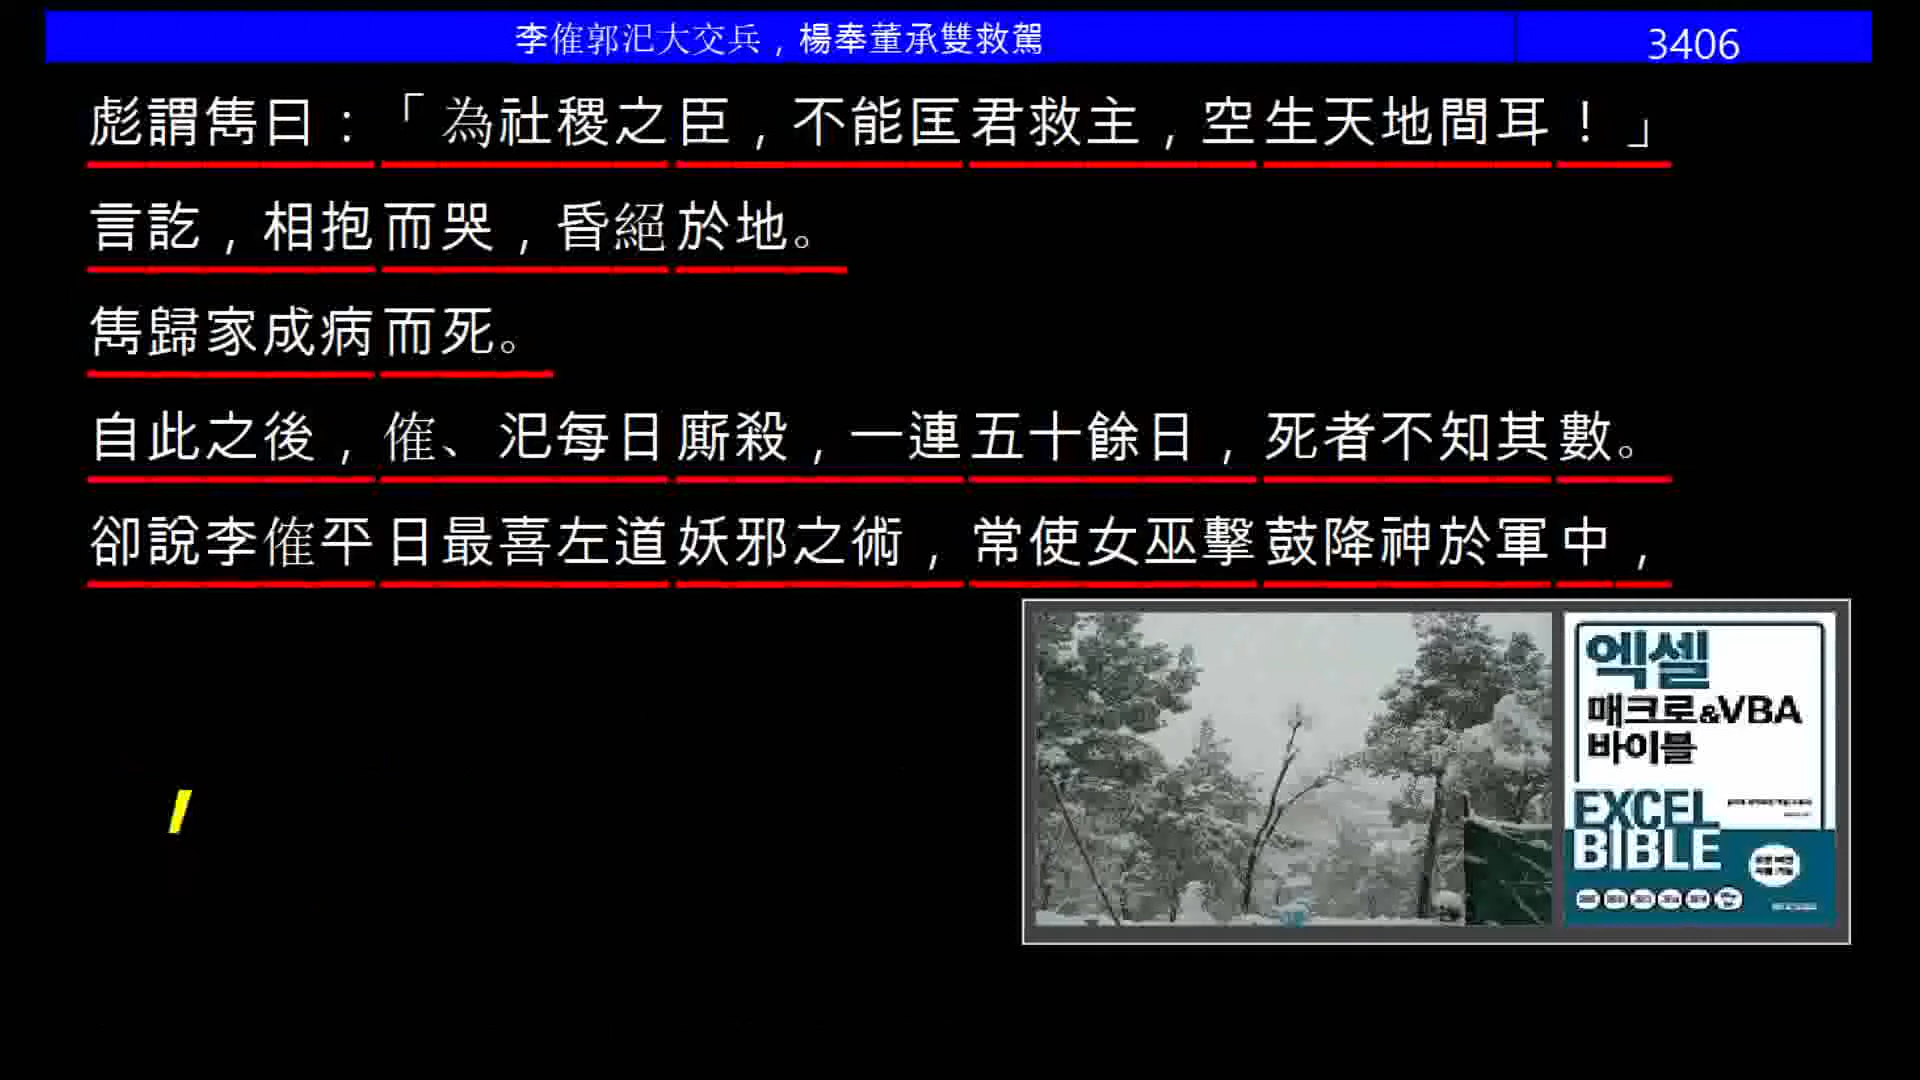 李傕郭汜大交兵，楊奉董承雙救駕
3406
彪謂雋曰：「為社稷之臣，不能匡君救主，空生天地間耳！」
言訖，相抱而哭，昏絕於地。
雋歸家成病而死。
自此之後，傕、汜每日廝殺，一連五十餘日，死者不知其數。
卻說李傕平日最喜左道妖邪之術，常使女巫擊鼓降神於軍中，
엑셀
매크로&VBA
바이블
EXCEL
BIBLE